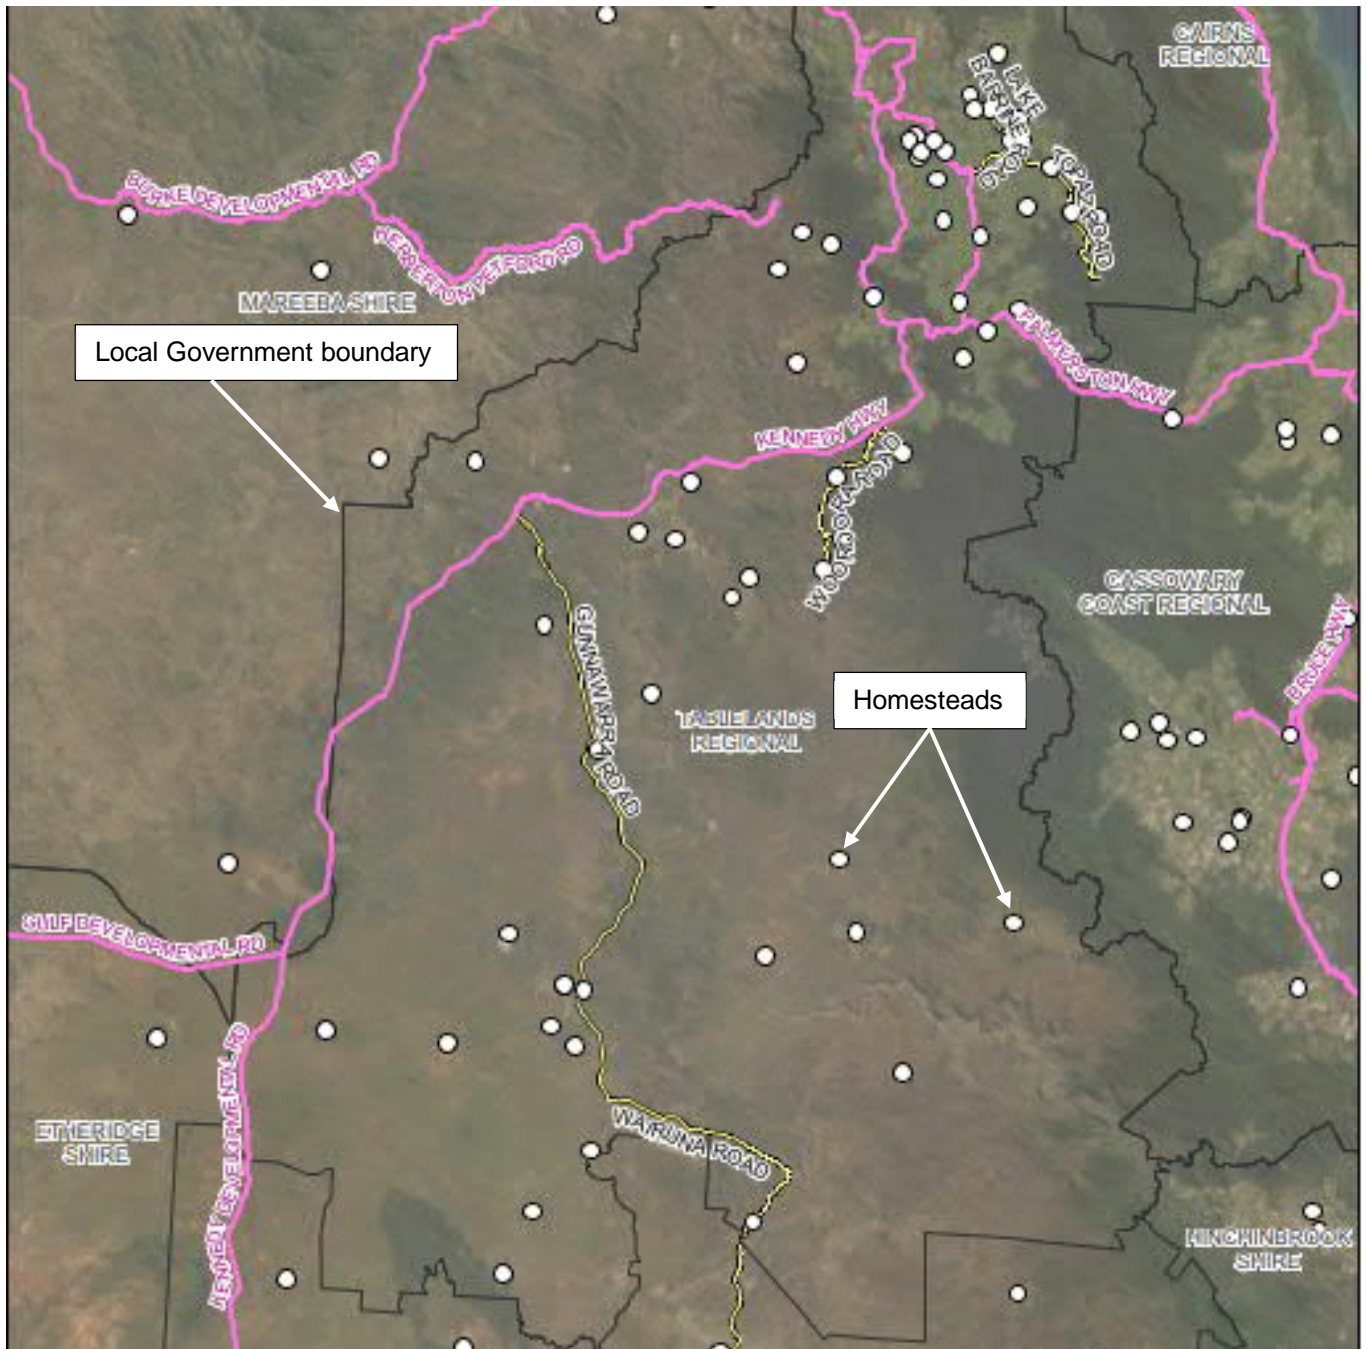 CAIRNS
REGIONAL
LAKE
BARRINE
ROAD
RD
TOPAZ ROAD
BURKE DEVELOPMENTAL RD
HERBERTON PETFORD RD
MAREEBA SHIRE
Local Government boundary
PALMERSTON HWY
KENNEDY HWY
WOOROORA ROAD
CASSOWARY
COAST REGIONAL
BRUCE HWY
GUNNAWARRA ROAD
TABLELANDS
REGIONAL
Homesteads
GULF DEVELOPMENTAL RD
KENNEDY DEVELOPMENTAL RD
ETHERIDGE
SHIRE
WAIRUNA ROAD
HINCHINBROOK
SHIRE